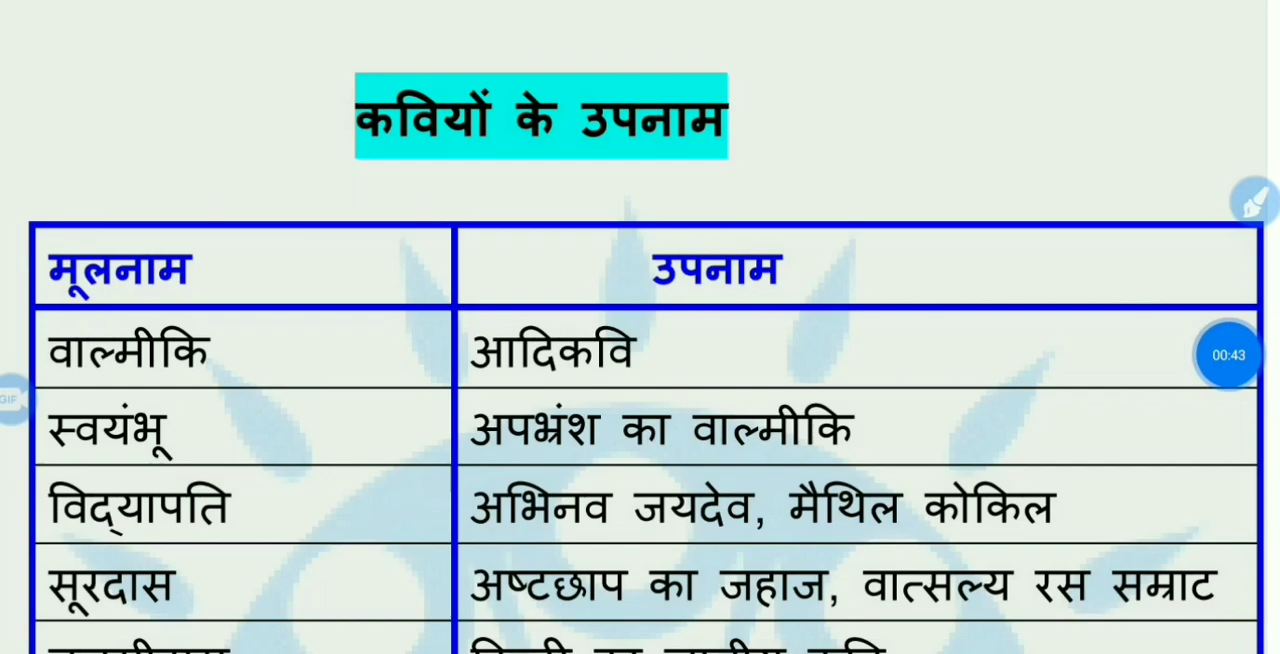 कवियों के उपनाम
मूलनाम उपनाम
वाल्मीकि आदिकवि
00:43
स्वयंभू अपभ्रंश का वाल्मीकि
GIF
विद्यापति अभिनव जयदेव, मैथिल कोकिल
सूरदास अष्टछाप का जहाज, वात्सल्य रस सम्राट